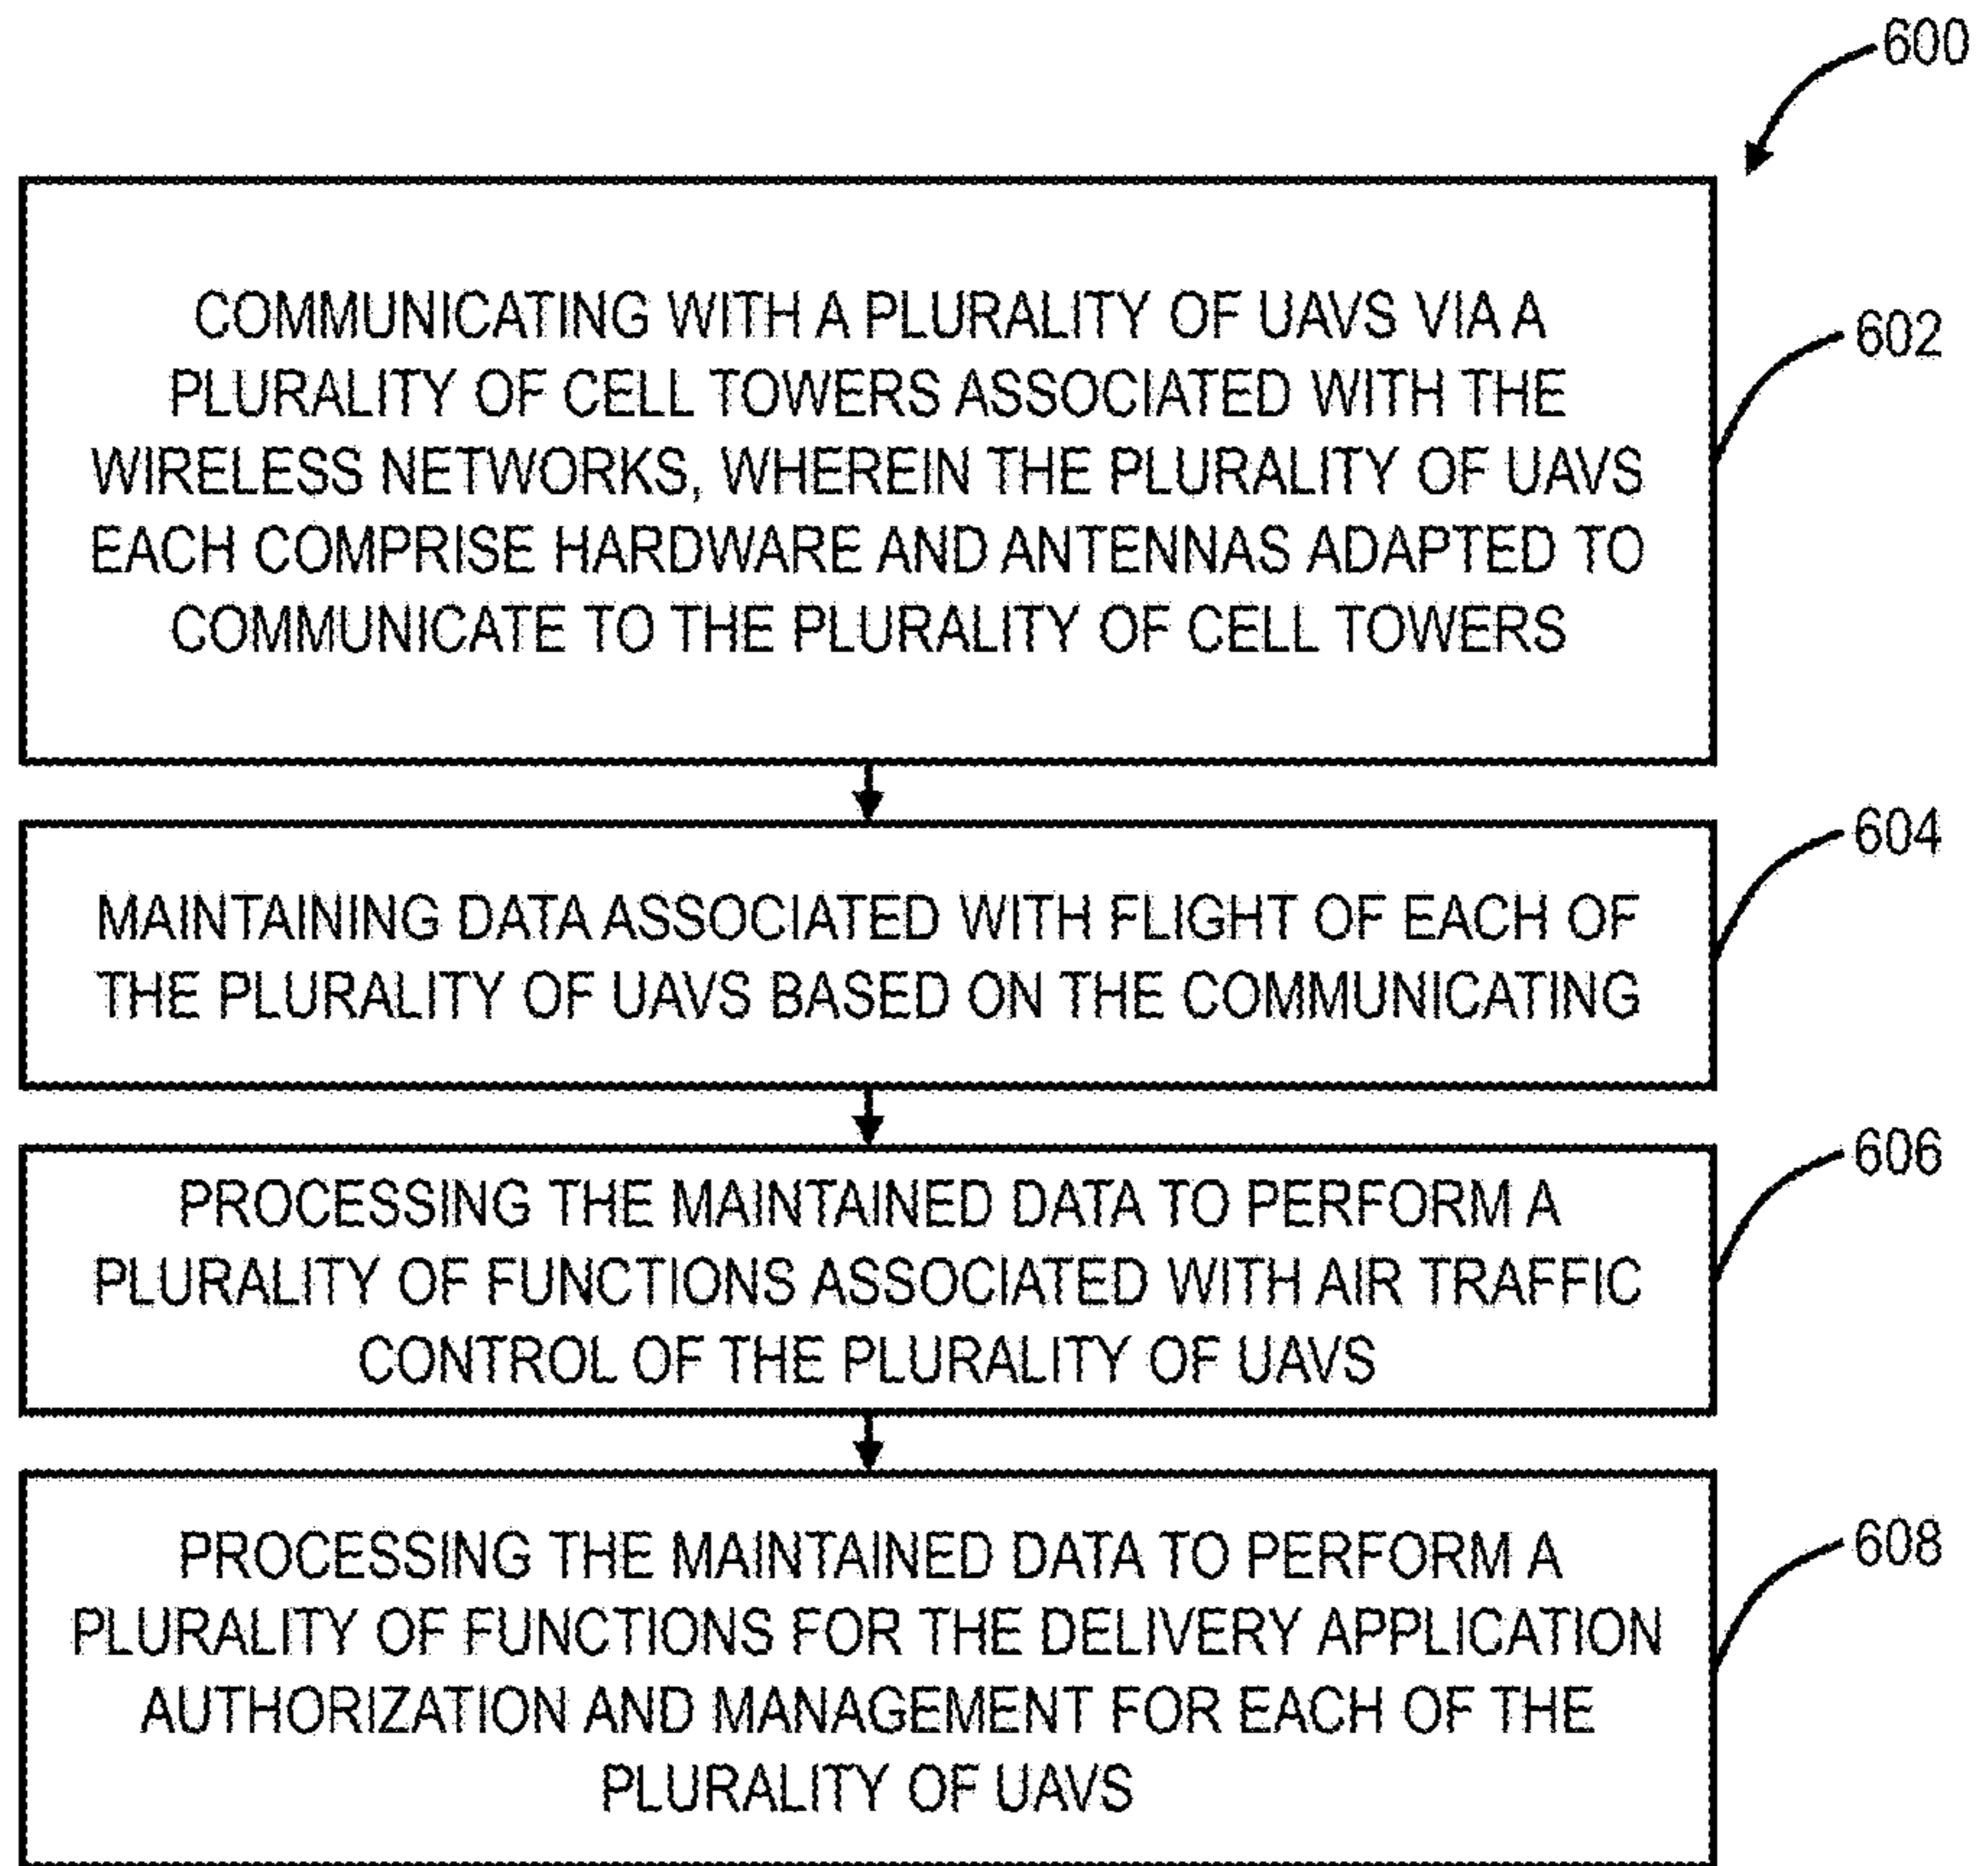 600
COMMUNICATING WITH A PLURALITY OF UAVS VIA A
PLURALITY OF CELL TOWERS ASSOCIATED WITH THE
WIRELESS NETWORKS, WHEREIN THE PLURALITY OF UAVS
EACH COMPRISE HARDWARE AND ANTENNAS ADAPTED TO
COMMUNICATE TO THE PLURALITY OF CELL TOWERS
602
MAINTAINING DATA ASSOCIATED WITH FLIGHT OF EACH OF
THE PLURALITY OF UAVS BASED ON THE COMMUNICATING
604
PROCESSING THE MAINTAINED DATA TO PERFORM A
PLURALITY OF FUNCTIONS ASSOCIATED WITH AIR TRAFFIC
CONTROL OF THE PLURALITY OF UAVS
606
PROCESSING THE MAINTAINED DATA TO PERFORM A
PLURALITY OF FUNCTIONS FOR THE DELIVERY APPLICATION
AUTHORIZATION AND MANAGEMENT FOR EACH OF THE
PLURALITY OF UAVS
608